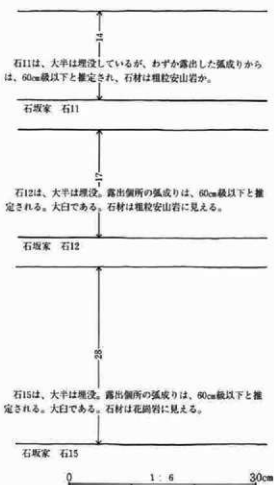 14
石11は、大半は埋没しているが、わずか露出した弧成りから
は、60㎝級以下と推定され、石材は粗粒安山岩か。
石坂家 石11
17
石12は、大半は埋没。露出個所の弧成りは、60㎝級以下と推
定される。大臼である。石材は粗粒安山岩に見える。
石坂家 石12
28
石15は、大半は埋没。露出個所の弧成りは、60㎝級以下と推
定される。大臼である。石材は花崗岩に見える。
石坂家 石15
0 1:6 30cm